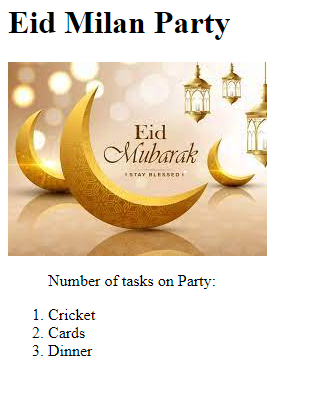 Eid Milan Party
Eid
Mubarak
! STAY BLESSED !
Number of tasks on Party:
1. Cricket
2. Cards
3. Dinner